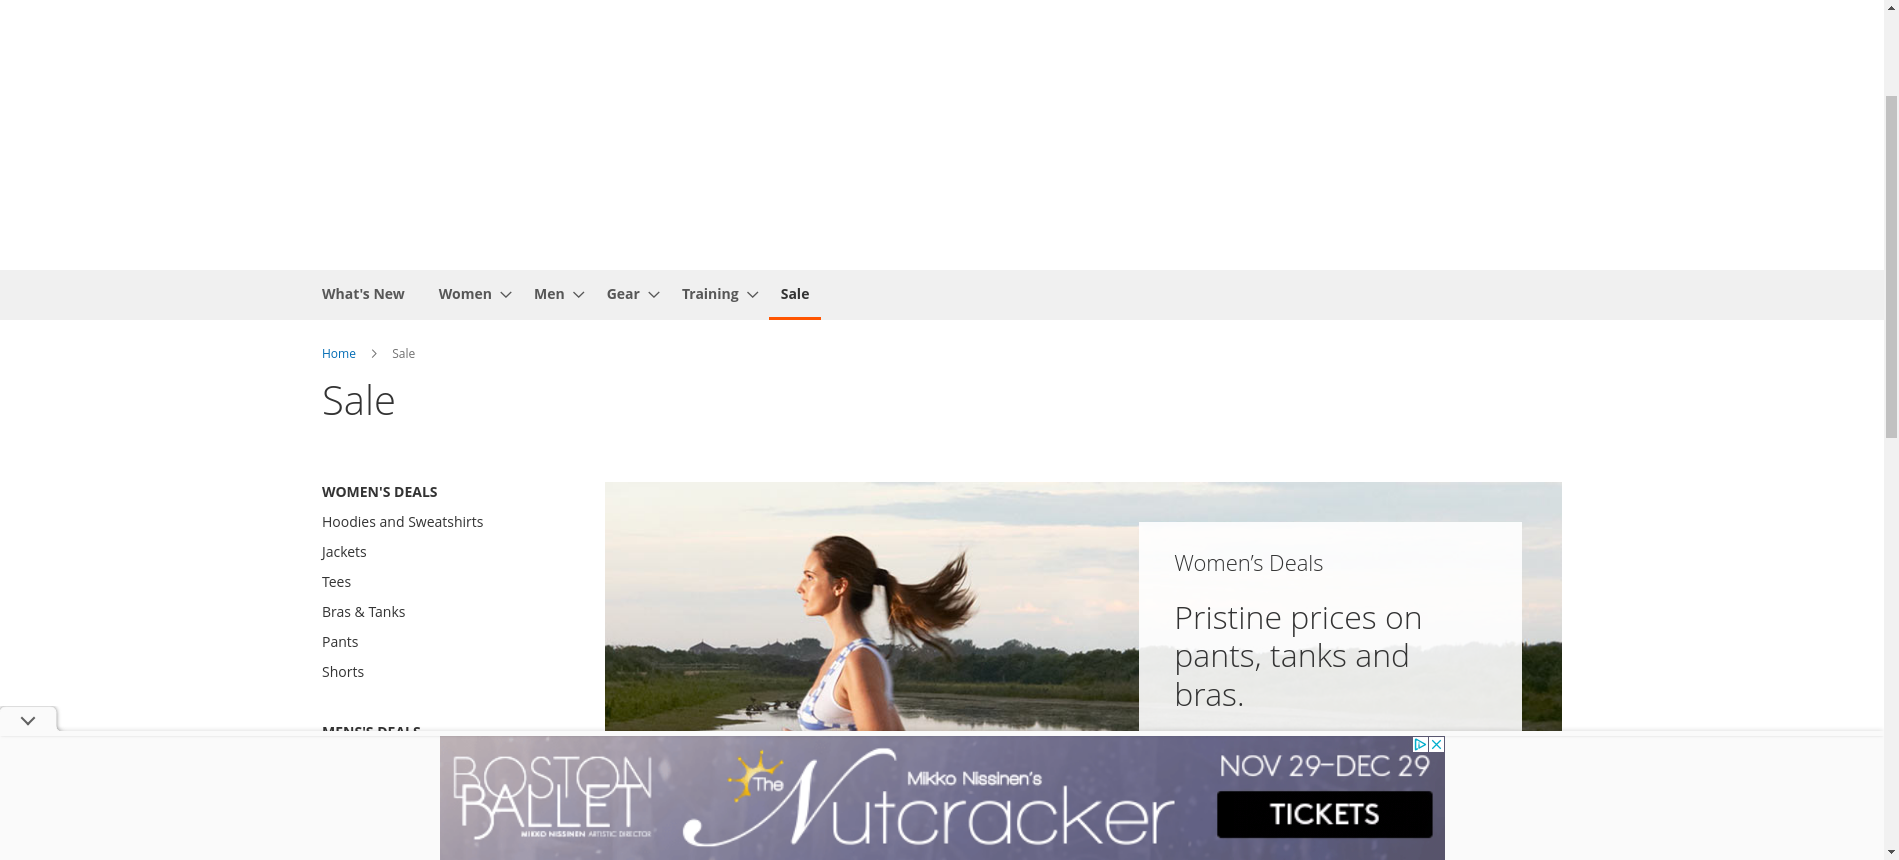 What's New Women Men Gear Training Sale
Home Sale
Sale
WOMEN'S DEALS
Hoodies and Sweatshirts
Jackets
Tees
Bras & Tanks
Pants
Shorts
MENS'S DEALS
Women’s Deals
Pristine prices on
pants, tanks and
bras.
BOSTON
BALLET
MIKKO NISSINEN ARTISTIC DIRECTOR
Mikko Nissinen's
The Nutcracker
NOV 29–DEC 29
TICKETS